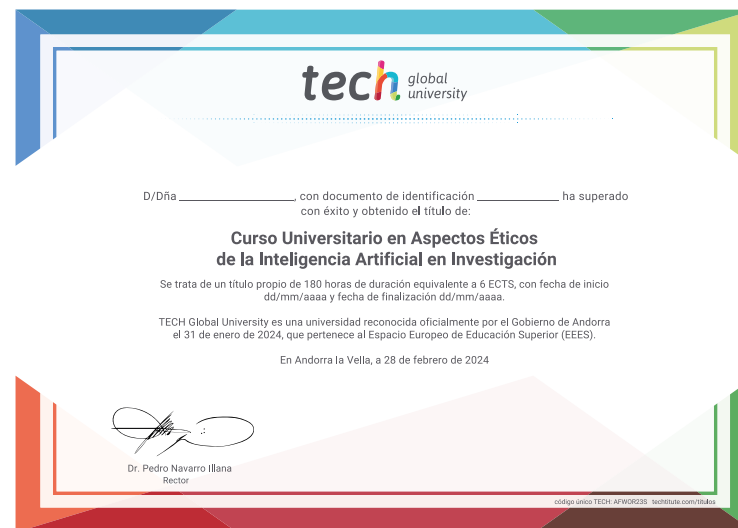 tech global
university
D/Dña ______________, con documento de identificación __________ ha superado
con éxito y obtenido el título de:
Curso Universitario en Aspectos Éticos
de la Inteligencia Artificial en Investigación
Se trata de un título propio de 180 horas de duración equivalente a 6 ECTS, con fecha de inicio
dd/mm/aaaa y fecha de finalización dd/mm/aaaa.
TECH Global University es una universidad reconocida oficialmente por el Gobierno de Andorra
el 31 de enero de 2024, que pertenece al Espacio Europeo de Educación Superior (EEES).
En Andorra la Vella, a 28 de febrero de 2024
Dr. Pedro Navarro Illana
Rector
código único TECH: AFWOR23S techtitute.com/titulos